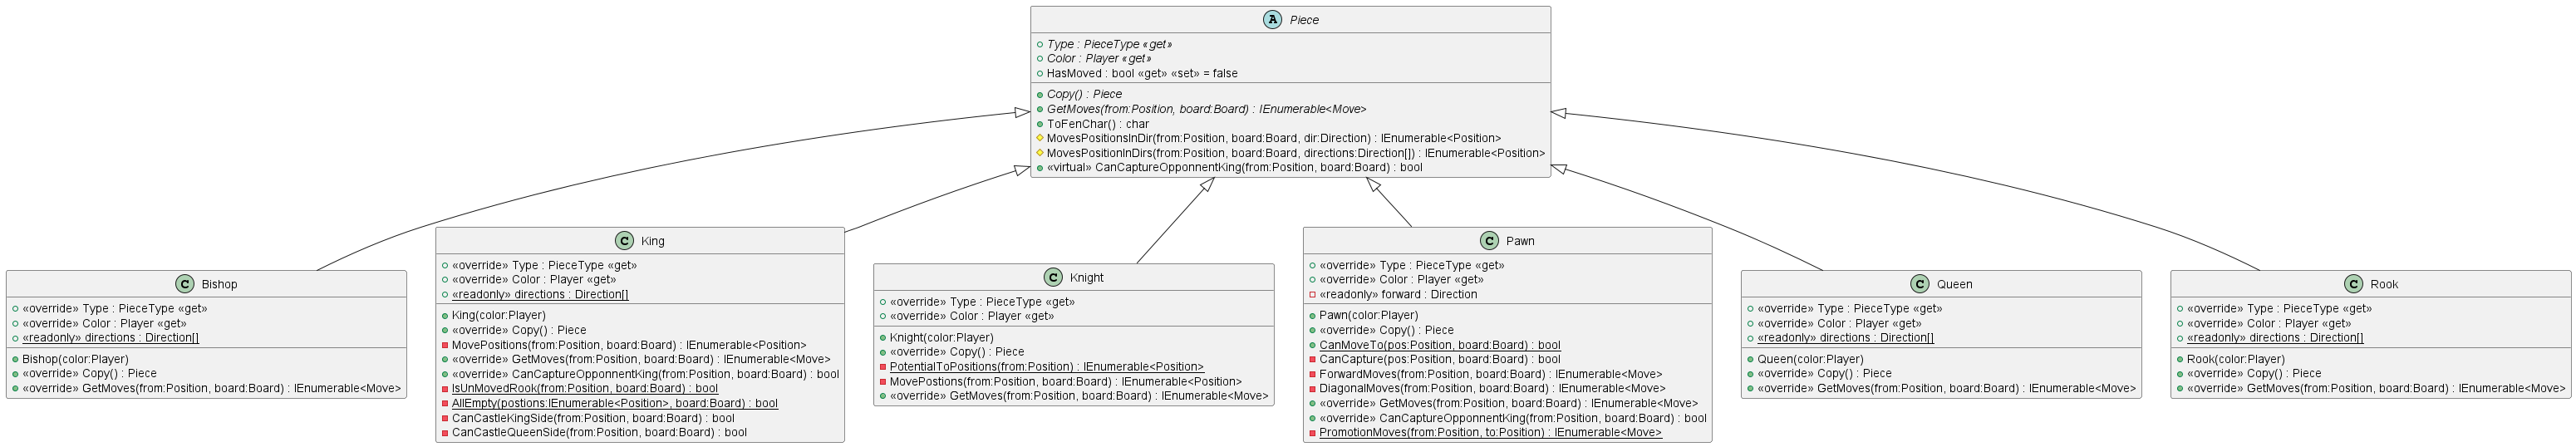 A Piece
Type : PieceType «get»
Color : Player «get»
HasMoved : bool «get» «set» = false
Copy() : Piece
GetMoves(from:Position, board:Board) : IEnumerable<Move>
ToFenChar() : char
MovesPositionsInDir(from:Position, board:Board, dir:Direction) : IEnumerable<Position>
MovesPositionInDirs(from:Position, board:Board, directions:Direction[]) : IEnumerable<Position>
«virtual» CanCaptureOpponnentKing(from:Position, board:Board) : bool
C Bishop
«override» Type : PieceType «get»
«override» Color : Player «get»
«readonly» directions : Direction[]
Bishop(color:Player)
«override» Copy() : Piece
«override» GetMoves(from:Position, board:Board) : IEnumerable<Move>
C King
«override» Type : PieceType «get»
«override» Color : Player «get»
«readonly» directions : Direction[]
King(color:Player)
«override» Copy() : Piece
MovePositions(from:Position, board:Board) : IEnumerable<Position>
«override» GetMoves(from:Position, board:Board) : IEnumerable<Move>
«override» CanCaptureOpponnentKing(from:Position, board:Board) : bool
IsUnMovedRook(from:Position, board:Board) : bool
AllEmpty(postions:IEnumerable<Position>, board:Board) : bool
CanCastleKingSide(from:Position, board:Board) : bool
CanCastleQueenSide(from:Position, board:Board) : bool
C Knight
«override» Type : PieceType «get»
«override» Color : Player «get»
Knight(color:Player)
«override» Copy() : Piece
PotentialToPositions(from:Position) : IEnumerable<Position>
MovePostions(from:Position, board:Board) : IEnumerable<Position>
«override» GetMoves(from:Position, board:Board) : IEnumerable<Move>
C Pawn
«override» Type : PieceType «get»
«override» Color : Player «get»
«readonly» forward : Direction
Pawn(color:Player)
«override» Copy() : Piece
CanMoveTo(pos:Position, board:Board) : bool
CanCapture(pos:Position, board:Board) : bool
ForwardMoves(from:Position, board:Board) : IEnumerable<Move>
DiagonalMoves(from:Position, board:Board) : IEnumerable<Move>
«override» GetMoves(from:Position, board:Board) : IEnumerable<Move>
«override» CanCaptureOpponnentKing(from:Position, board:Board) : bool
PromotionMoves(from:Position, to:Position) : IEnumerable<Move>
C Queen
«override» Type : PieceType «get»
«override» Color : Player «get»
«readonly» directions : Direction[]
Queen(color:Player)
«override» Copy() : Piece
«override» GetMoves(from:Position, board:Board) : IEnumerable<Move>
C Rook
«override» Type : PieceType «get»
«override» Color : Player «get»
«readonly» directions : Direction[]
Rook(color:Player)
«override» Copy() : Piece
«override» GetMoves(from:Position, board:Board) : IEnumerable<Move>